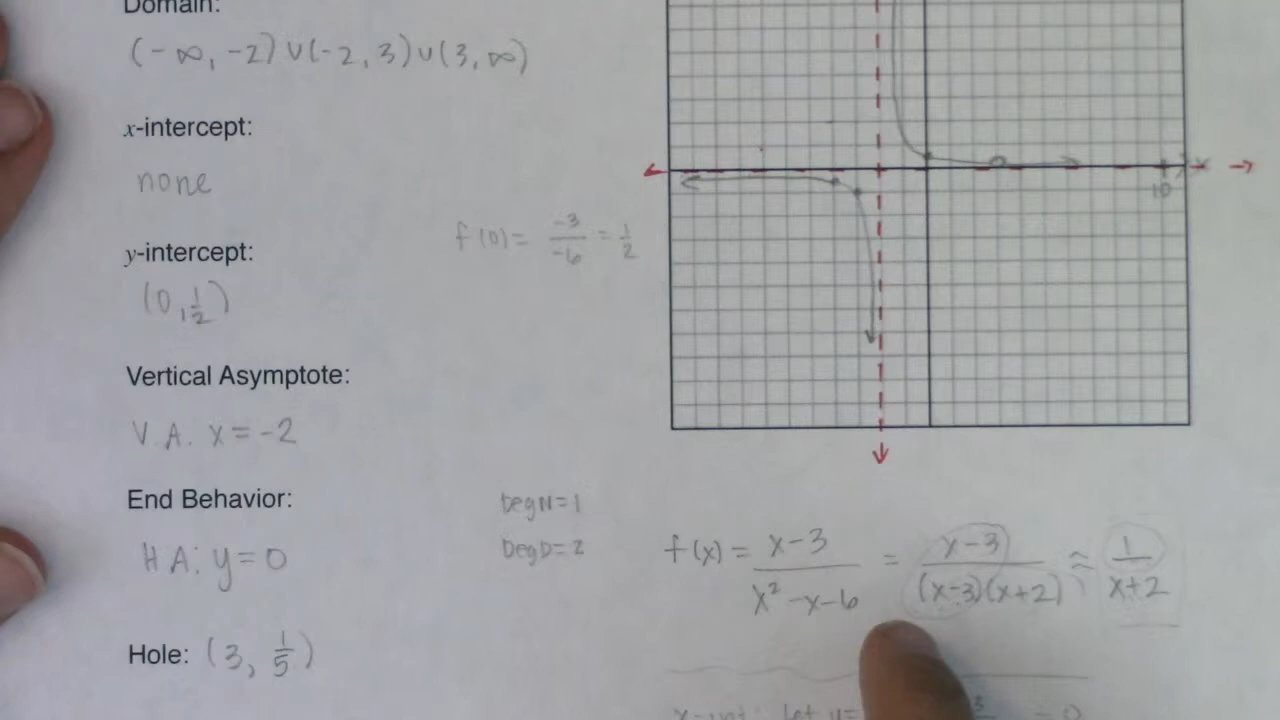 Domain:
(-∞, -2) ∪ (-2, 3) ∪ (3, ∞)
x-intercept:
none
y-intercept:
f(0) = -3/-6 = 1/2
(0, 1/2)
Vertical Asymptote:
V.A. x = -2
End Behavior:
Deg N = 1
Deg D = 2
H A: y = 0
Hole: (3, 1/5)
x
10
f(x) = x-3/x² -x-6 = x-3/(x-3)(x+2) ≈ 1/x+2
x-int: Let y=